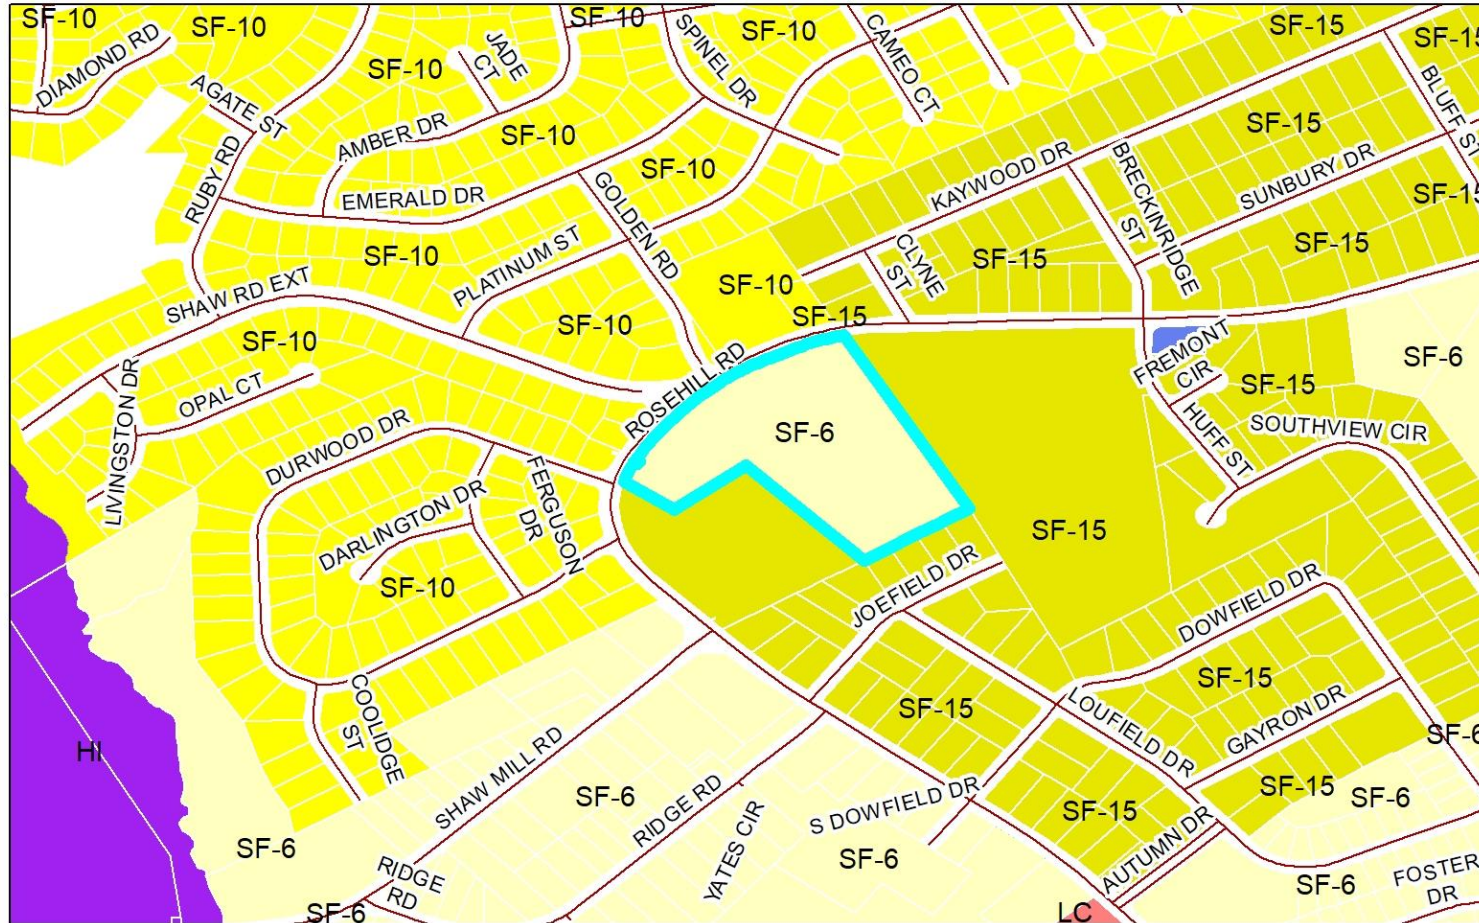 SF-10
SF-10
SF-10
SF-10
SF-15
SF-15
DIAMOND RD
JADE
CT
SPINEL DR
CAMEO CT
SF-10
AGATE ST
BLUFF ST
SF-15
AMBER DR
SF-10
BRECKINRIDGE
ST
SF-10
KAYWOOD DR
SUNBURY DR
RUBY RD
EMERALD DR
GOLDEN RD
SF-15
SF-10
PLATINUM ST
CLYNE
ST
SF-15
SF-15
SF-10
SHAW RD EXT
SF-15
SF-10
SF-10
FREMONT
CIR
SF-6
LIVINGSTON DR
OPAL CT
ROSEHILL RD
SF-15
HUFF ST
SOUTHVIEW CIR
DURWOOD DR
SF-6
FERGUSON
DR
DARLINGTON DR
SF-15
SF-10
JOEFIELD DR
DOWFIELD DR
SF-15
COOLIDGE
ST
SF-15
LOUFIELD DR
GAYRON DR
SF-6
HI
SHAW MILL RD
SF-6
RIDGE RD
SF-15
SF-6
S DOWFIELD DR
SF-15
YATES CIR
SF-6
SF-6
AUTUMN DR
RIDGE
RD
SF-6
FOSTER
DR
SF-6
LC